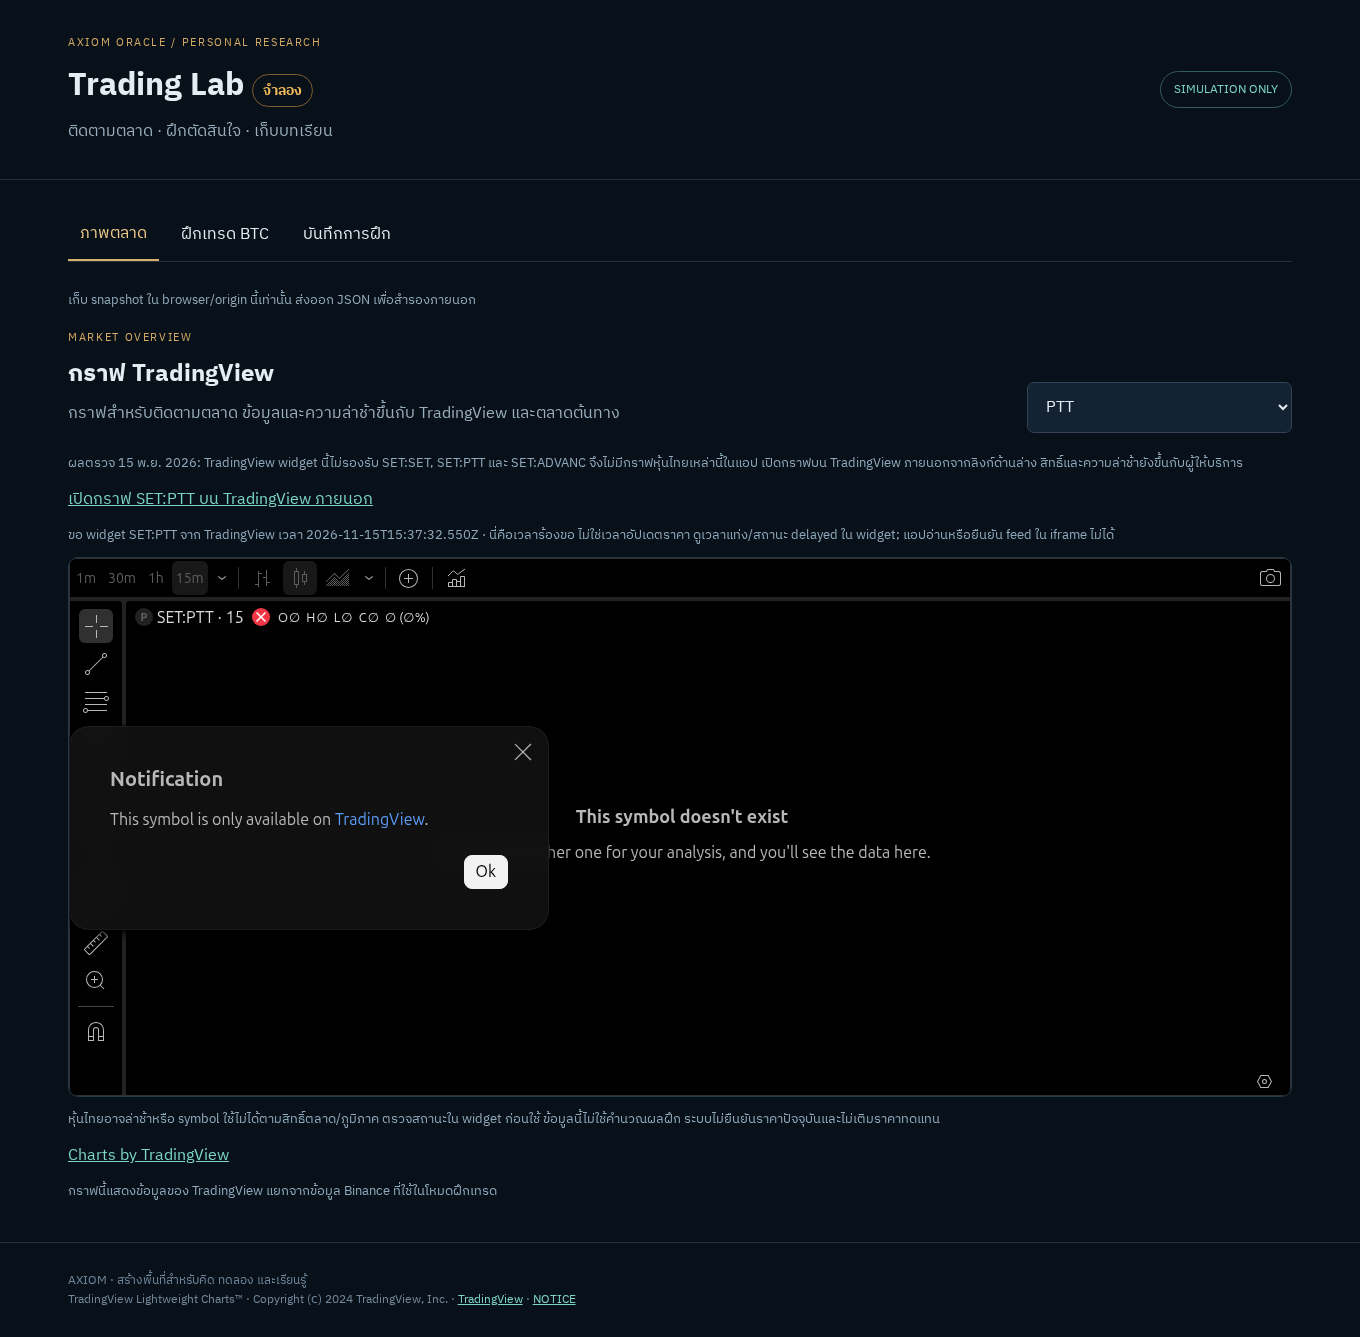 AXIOM ORACLE / PERSONAL RESEARCH
Trading Lab จำลอง
SIMULATION ONLY
ติดตามตลาด · ฝึกตัดสินใจ · เก็บบทเรียน
ภาพตลาด ฝึกเทรด BTC บันทึกการฝึก
เก็บ snapshot ใน browser/origin นี้เท่านั้น ส่งออก JSON เพื่อสำรองภายนอก
MARKET OVERVIEW
กราฟ TradingView
กราฟสำหรับติดตามตลาด ข้อมูลและความล่าช้าขึ้นกับ TradingView และตลาดต้นทาง
PTT
ผลตรวจ 15 พ.ย. 2026: TradingView widget นี้ไม่รองรับ SET:SET, SET:PTT และ SET:ADVANC จึงไม่มีกราฟหุ้นไทยเหล่านี้ในแอป เปิดกราฟบน TradingView ภายนอกจากลิงก์ด้านล่าง สิทธิ์และความล่าช้ายังขึ้นกับผู้ให้บริการ
เปิดกราฟ SET:PTT บน TradingView ภายนอก
ขอ widget SET:PTT จาก TradingView เวลา 2026-11-15T15:37:32.550Z · นี่คือเวลาร้องขอ ไม่ใช่เวลาอัปเดตราคา ดูเวลาแท่ง/สถานะ delayed ใน widget; แอปอ่านหรือยืนยัน feed ใน iframe ไม่ได้
1m 30m 1h 15m
P SET:PTT · 15 O∅ H∅ L∅ C∅ ∅ (∅%)
Notification
This symbol is only available on TradingView.
Ok
This symbol doesn't exist
her one for your analysis, and you'll see the data here.
หุ้นไทยอาจล่าช้าหรือ symbol ใช้ไม่ได้ตามสิทธิ์ตลาด/ภูมิภาค ตรวจสถานะใน widget ก่อนใช้ ข้อมูลนี้ไม่ใช้คำนวณผลฝึก ระบบไม่ยืนยันราคาปัจจุบันและไม่เติมราคาทดแทน
Charts by TradingView
กราฟนี้แสดงข้อมูลของ TradingView แยกจากข้อมูล Binance ที่ใช้ในโหมดฝึกเทรด
AXIOM · สร้างพื้นที่สำหรับคิด ทดลอง และเรียนรู้
TradingView Lightweight Charts™ · Copyright (c) 2024 TradingView, Inc. · TradingView · NOTICE